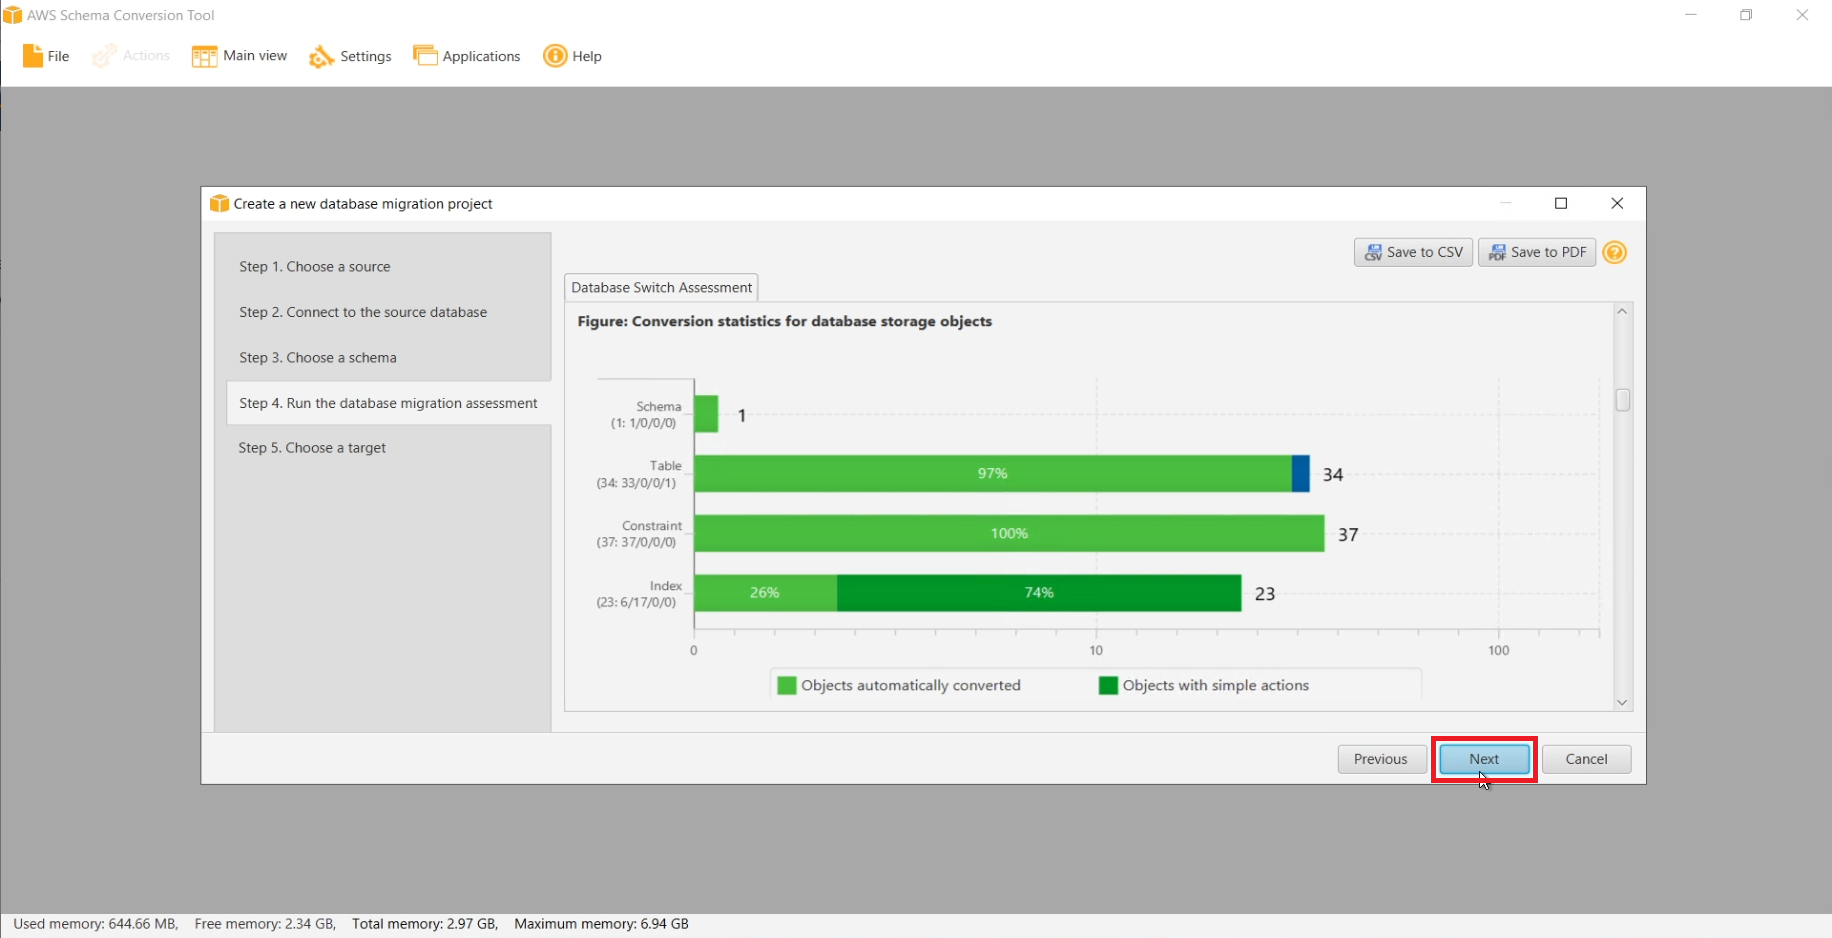 AWS Schema Conversion Tool
File Actions Main view Settings Applications Help
Create a new database migration project
Step 1. Choose a source
Step 2. Connect to the source database
Step 3. Choose a schema
Step 4. Run the database migration assessment
Step 5. Choose a target
CSV Save to CSV PDF Save to PDF ?
Database Switch Assessment
Figure: Conversion statistics for database storage objects
Schema
(1: 1/0/0/0)
1
Table
(34: 33/0/0/1)
97%
34
Constraint
(37: 37/0/0/0)
100%
37
Index
(23: 6/17/0/0)
26% 74%
23
0 10 100
Objects automatically converted Objects with simple actions
Previous Next Cancel
Used memory: 644.66 MB, Free memory: 2.34 GB, Total memory: 2.97 GB, Maximum memory: 6.94 GB